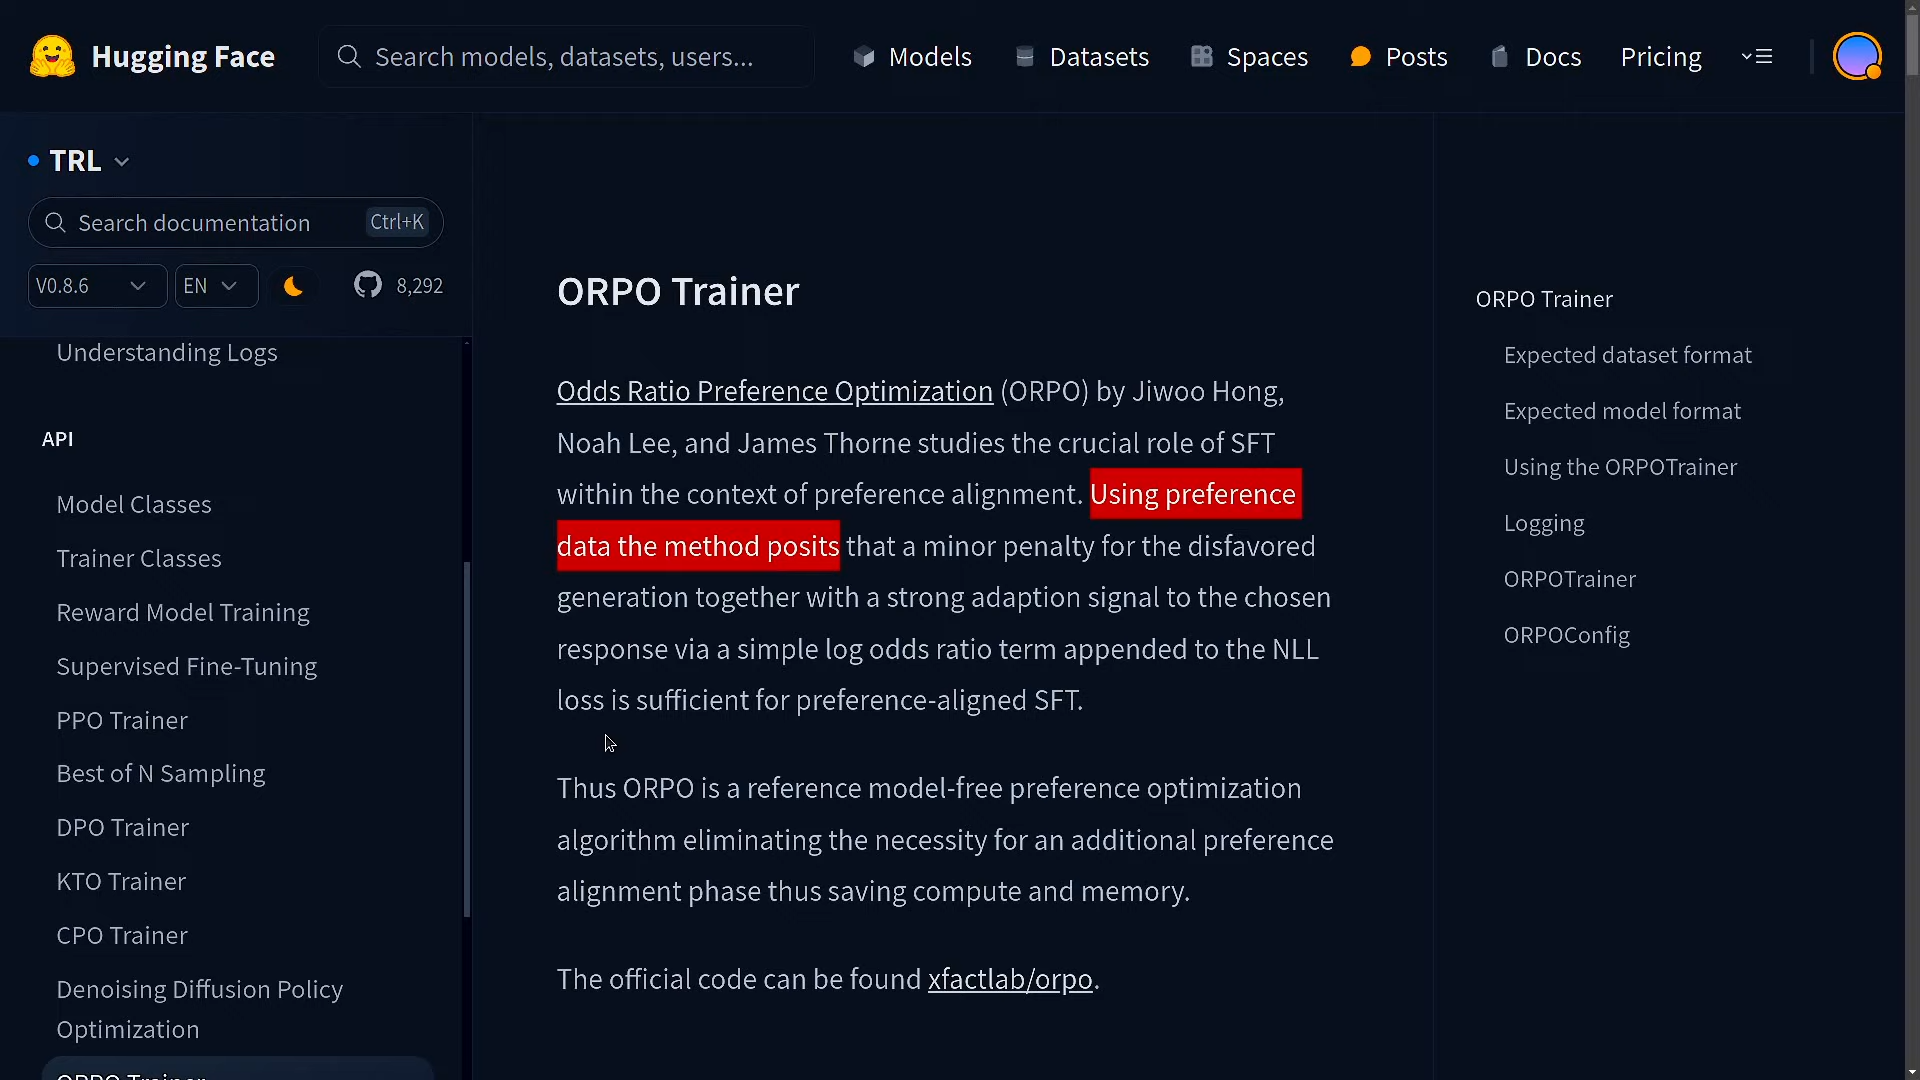 Hugging Face
Search models, datasets, users...
Models
Datasets
Spaces
Posts
Docs
Pricing
TRL
Search documentation
Ctrl+K
V0.8.6
EN
8,292
Understanding Logs
API
Model Classes
Trainer Classes
Reward Model Training
Supervised Fine-Tuning
PPO Trainer
Best of N Sampling
DPO Trainer
KTO Trainer
CPO Trainer
Denoising Diffusion Policy
Optimization
ORPO Trainer
ORPO Trainer
Odds Ratio Preference Optimization (ORPO) by Jiwoo Hong,
Noah Lee, and James Thorne studies the crucial role of SFT
within the context of preference alignment. Using preference
data the method posits that a minor penalty for the disfavored
generation together with a strong adaption signal to the chosen
response via a simple log odds ratio term appended to the NLL
loss is sufficient for preference-aligned SFT.
Thus ORPO is a reference model-free preference optimization
algorithm eliminating the necessity for an additional preference
alignment phase thus saving compute and memory.
The official code can be found xfactlab/orpo.
ORPO Trainer
Expected dataset format
Expected model format
Using the ORPOTrainer
Logging
ORPOTrainer
ORPOConfig